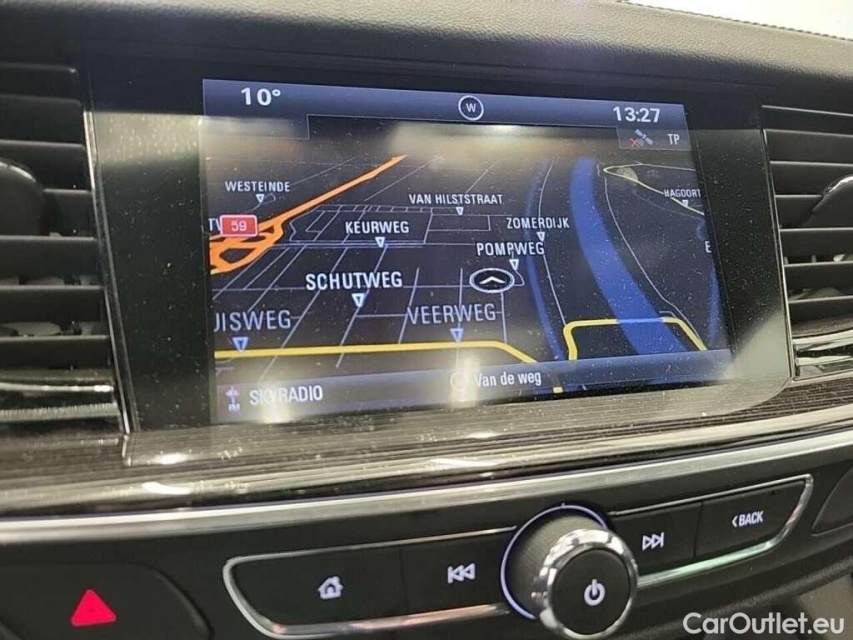 10°
W
13:27
TP
WESTEINDE
VAN HILSTSTRAAT
HAGOORT
59
KEURWEG
ZOMERDIJK
POMPWEG
E
SCHUTWEG
UISWEG
VEERWEG
SKYRADIO
Van de weg
<BACK
CarOutlet.eu